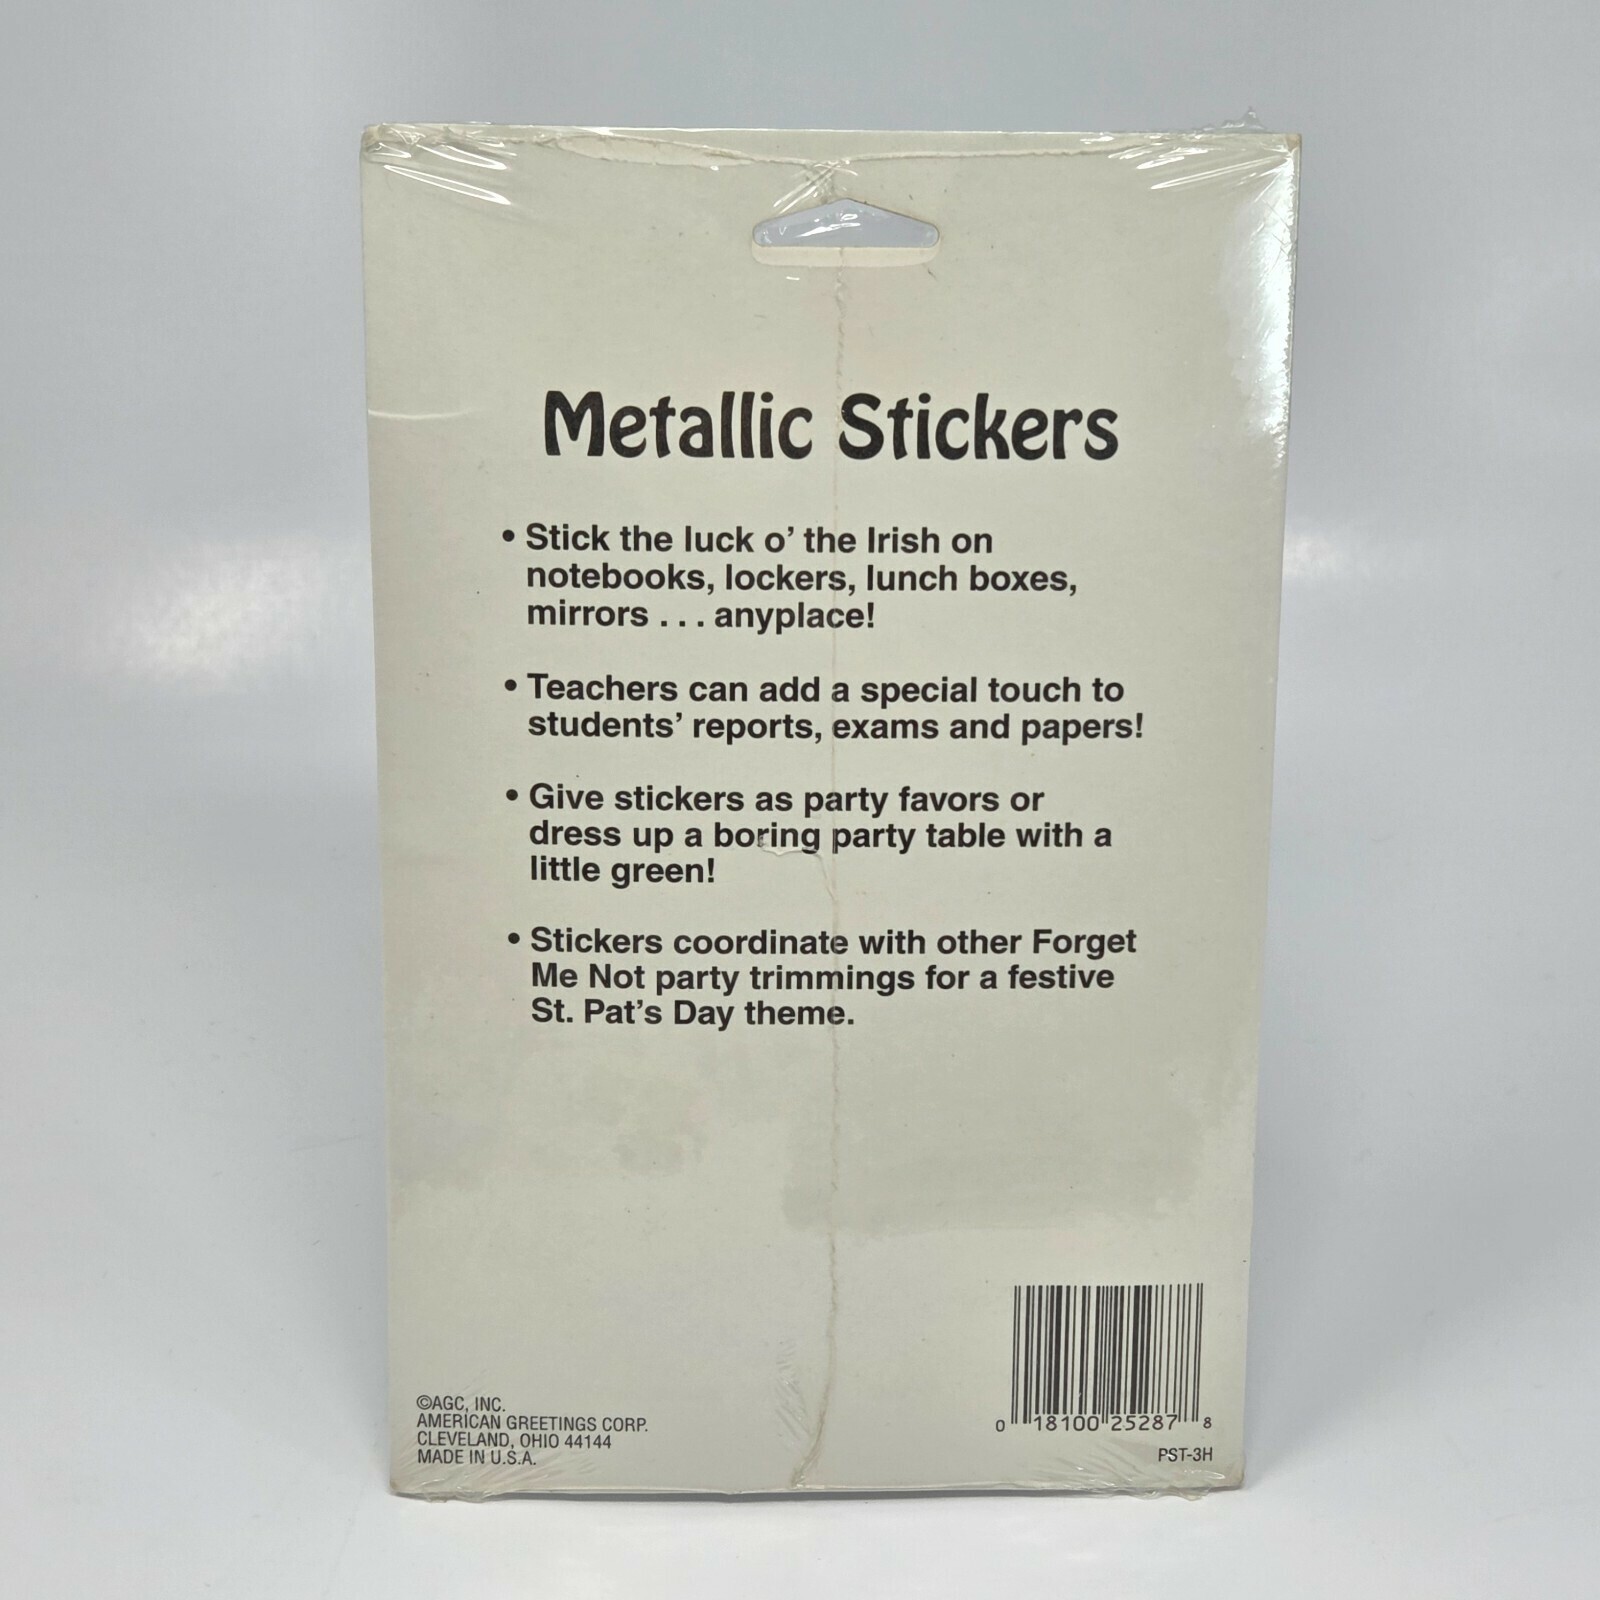 Metallic Stickers
• Stick the luck o’ the Irish on
notebooks, lockers, lunch boxes,
mirrors . . . anyplace!
• Teachers can add a special touch to
students’ reports, exams and papers!
• Give stickers as party favors or
dress up a boring party table with a
little green!
• Stickers coordinate with other Forget
Me Not party trimmings for a festive
St. Pat’s Day theme.
©AGC, INC.
AMERICAN GREETINGS CORP.
CLEVELAND, OHIO 44144
MADE IN U.S.A.
0 18100 25287 8
PST-3H